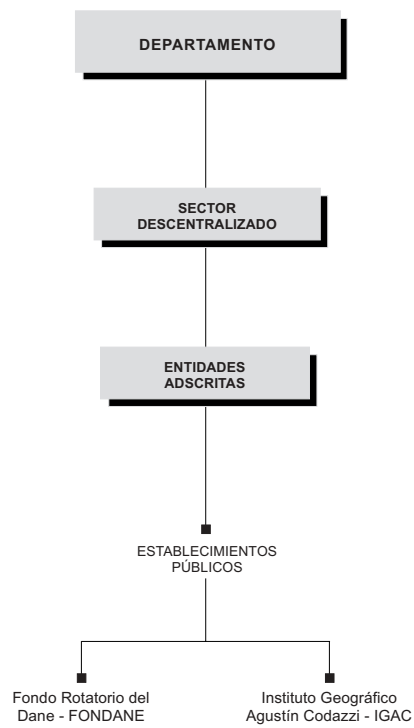 DEPARTAMENTO
SECTOR
DESCENTRALIZADO
ENTIDADES
ADSCRITAS
ESTABLECIMIENTOS
PÚBLICOS
Fondo Rotatorio del
Dane - FONDANE
Instituto Geográfico
Agustín Codazzi - IGAC